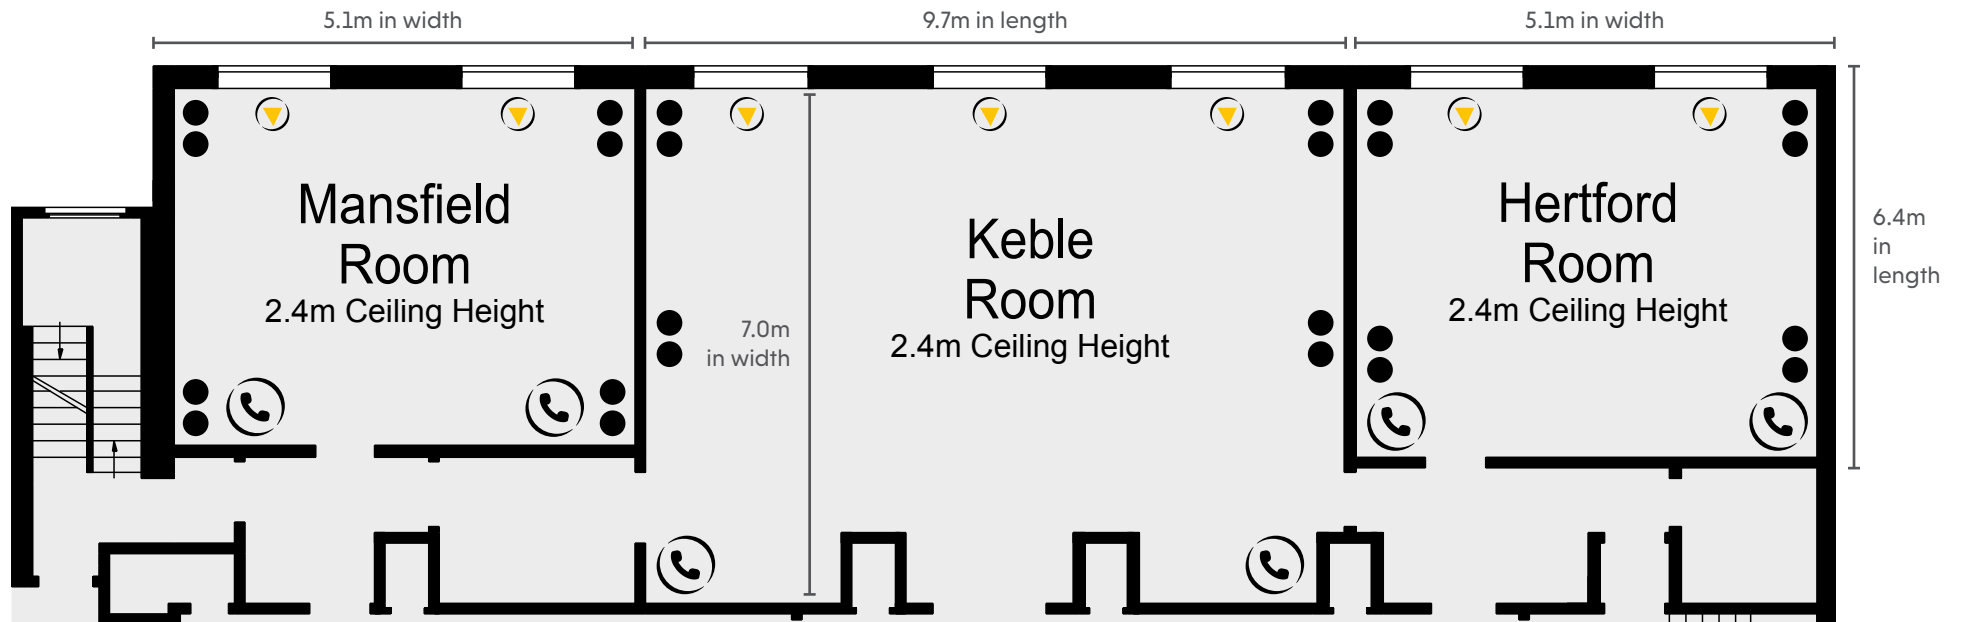 5.1m in width
9.7m in length
5.1m in width
Mansfield
Room
2.4m Ceiling Height
7.0m
in width
Keble
Room
2.4m Ceiling Height
Hertford
Room
2.4m Ceiling Height
6.4m
in
length